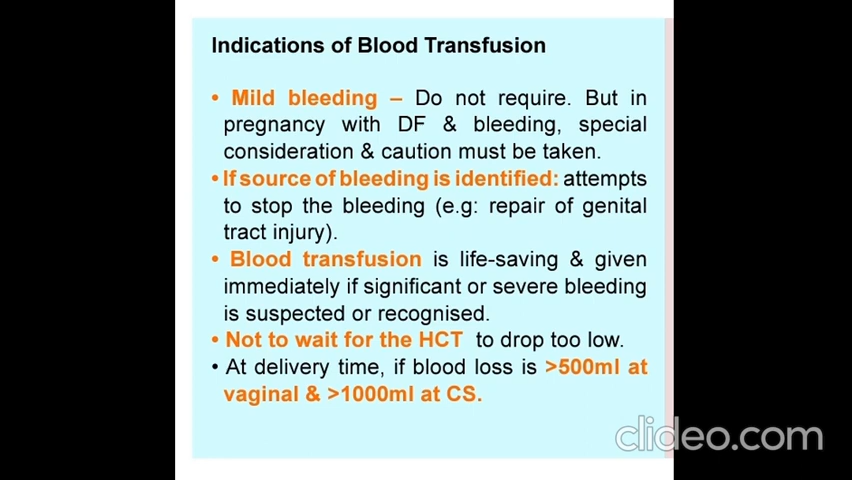 Indications of Blood Transfusion
• Mild bleeding – Do not require. But in
pregnancy with DF & bleeding, special
consideration & caution must be taken.
• If source of bleeding is identified: attempts
to stop the bleeding (e.g: repair of genital
tract injury).
• Blood transfusion is life-saving & given
immediately if significant or severe bleeding
is suspected or recognised.
• Not to wait for the HCT to drop too low.
• At delivery time, if blood loss is >500ml at
vaginal & >1000ml at CS.
clideo.com